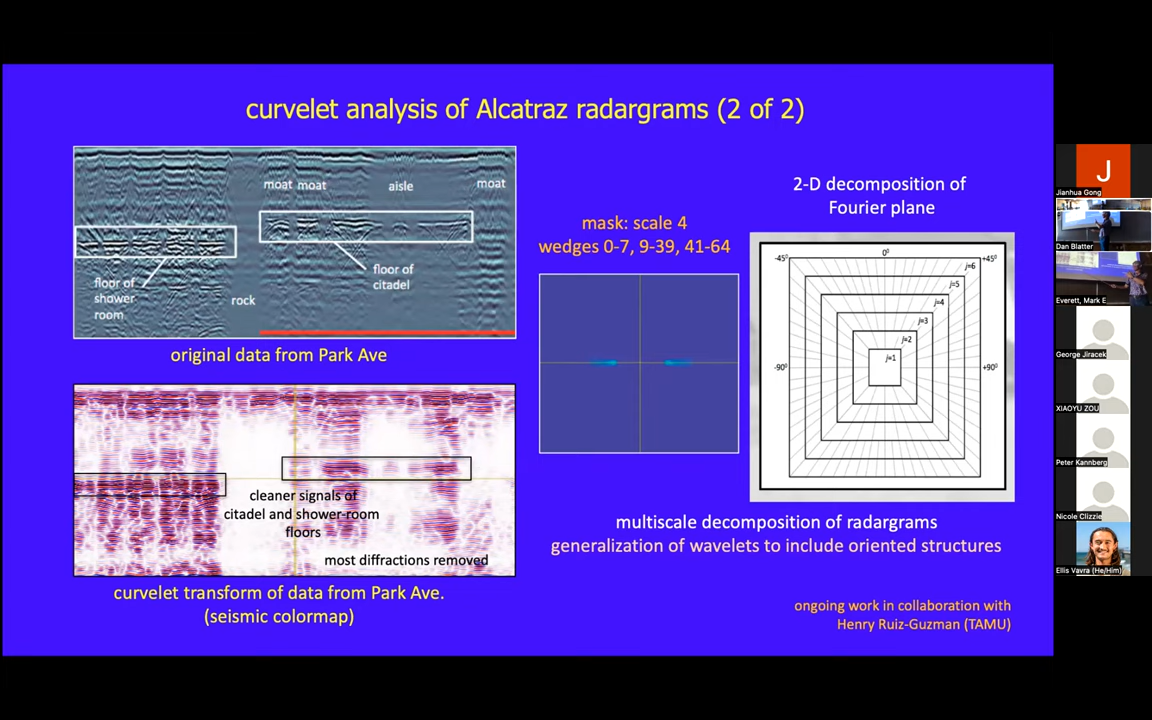 curvelet analysis of Alcatraz radargrams (2 of 2)
moat moat
aisle
moat
floor of
shower
room
rock
floor of
citadel
original data from Park Ave
cleaner signals of
citadel and shower-room
floors
most diffractions removed
curvelet transform of data from Park Ave.
(seismic colormap)
mask: scale 4
wedges 0-7, 9-39, 41-64
2-D decomposition of
Fourier plane
-45⁰
0⁰
+45⁰
j=6
j=5
j=4
j=3
j=2
j=1
-90⁰
+90⁰
multiscale decomposition of radargrams
generalization of wavelets to include oriented structures
ongoing work in collaboration with
Henry Ruiz-Guzman (TAMU)
J
Jianhua Gong
Dan Blatter
Everett, Mark E
George Jiracek
XIAOYU ZOU
Peter Kannberg
Nicole Clizzie
Ellis Vavra (He/Him)